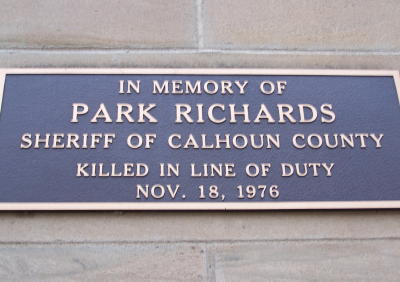 IN MEMORY OF
PARK RICHARDS
SHERIFF OF CALHOUN COUNTY
KILLED IN LINE OF DUTY
NOV. 18, 1976